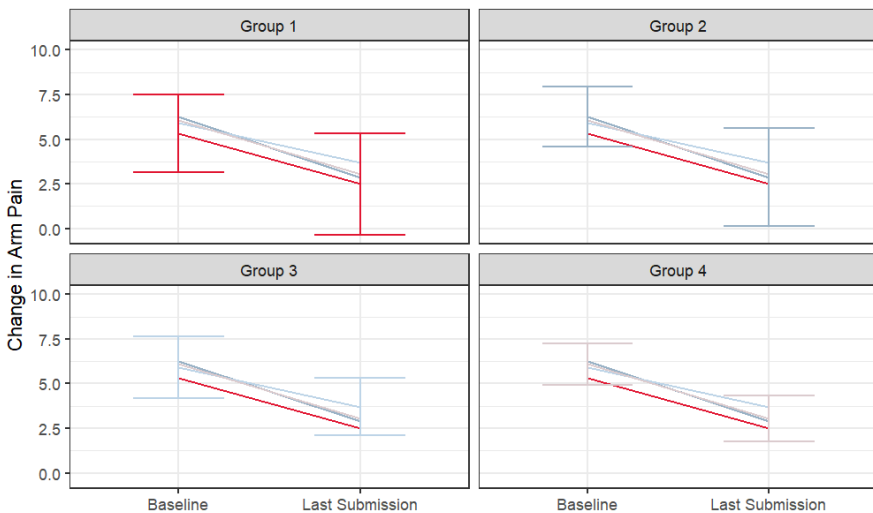 Group 1
Group 2
10.0
7.5
5.0
2.5
0.0
Group 3
Group 4
10.0
7.5
5.0
2.5
0.0
Change in Arm Pain
Baseline
Last Submission
Baseline
Last Submission